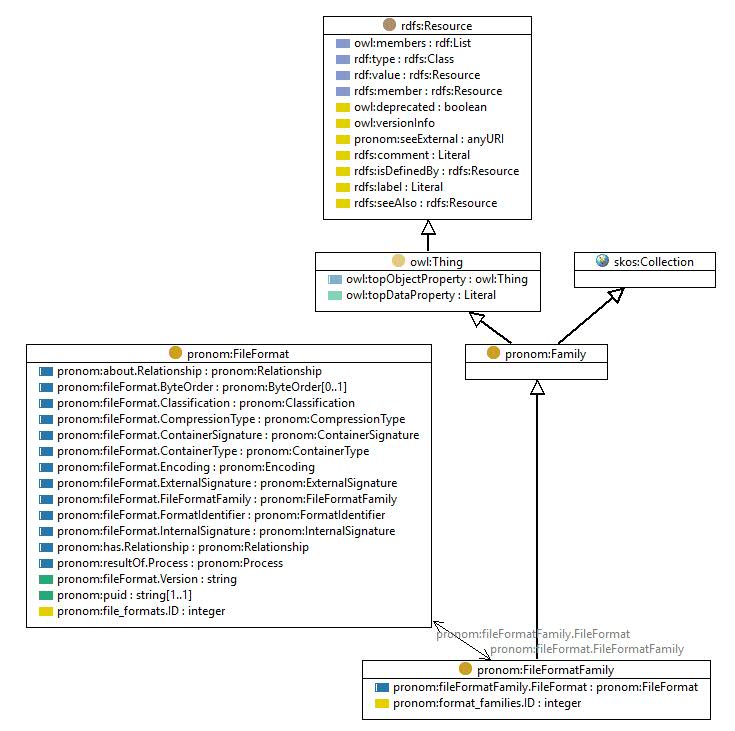 rdfs:Resource
owl:members : rdf:List
rdf:type : rdfs:Class
rdf:value : rdfs:Resource
rdfs:member : rdfs:Resource
owl:deprecated : boolean
owl:versionInfo
pronom:seeExternal : anyURI
rdfs:comment : Literal
rdfs:isDefinedBy : rdfs:Resource
rdfs:label : Literal
rdfs:seeAlso : rdfs:Resource
owl:Thing
owl:topObjectProperty : owl:Thing
owl:topDataProperty : Literal
skos:Collection
pronom:Family
pronom:FileFormat
pronom:about.Relationship : pronom:Relationship
pronom:fileFormat.ByteOrder : pronom:ByteOrder[0..1]
pronom:fileFormat.Classification : pronom:Classification
pronom:fileFormat.CompressionType : pronom:CompressionType
pronom:fileFormat.ContainerSignature : pronom:ContainerSignature
pronom:fileFormat.ContainerType : pronom:ContainerType
pronom:fileFormat.Encoding : pronom:Encoding
pronom:fileFormat.ExternalSignature : pronom:ExternalSignature
pronom:fileFormat.FileFormatFamily : pronom:FileFormatFamily
pronom:fileFormat.FormatIdentifier : pronom:FormatIdentifier
pronom:fileFormat.InternalSignature : pronom:InternalSignature
pronom:has.Relationship : pronom:Relationship
pronom:resultOf.Process : pronom:Process
pronom:fileFormat.Version : string
pronom:puid : string[1..1]
pronom:file_formats.ID : integer
pronom:fileFormatFamily.FileFormat
pronom:fileFormat.FileFormatFamily
pronom:FileFormatFamily
pronom:fileFormatFamily.FileFormat : pronom:FileFormat
pronom:format_families.ID : integer